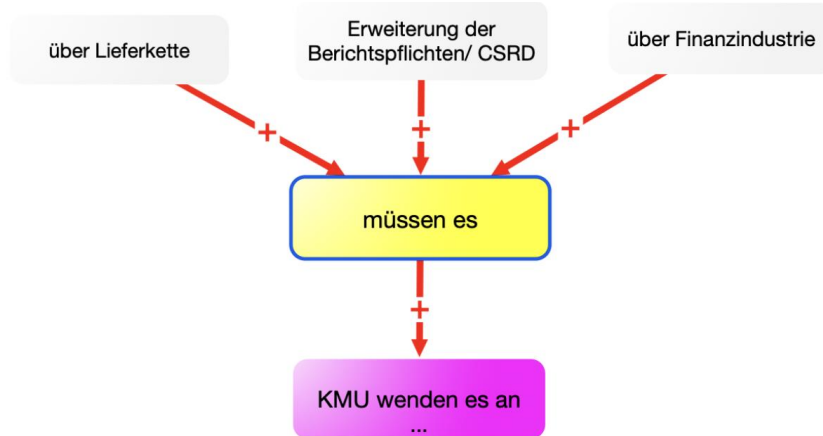 über Lieferkette
Erweiterung der
Berichtspflichten/ CSRD
über Finanzindustrie
+
+
+
müssen es
+
KMU wenden es an
...